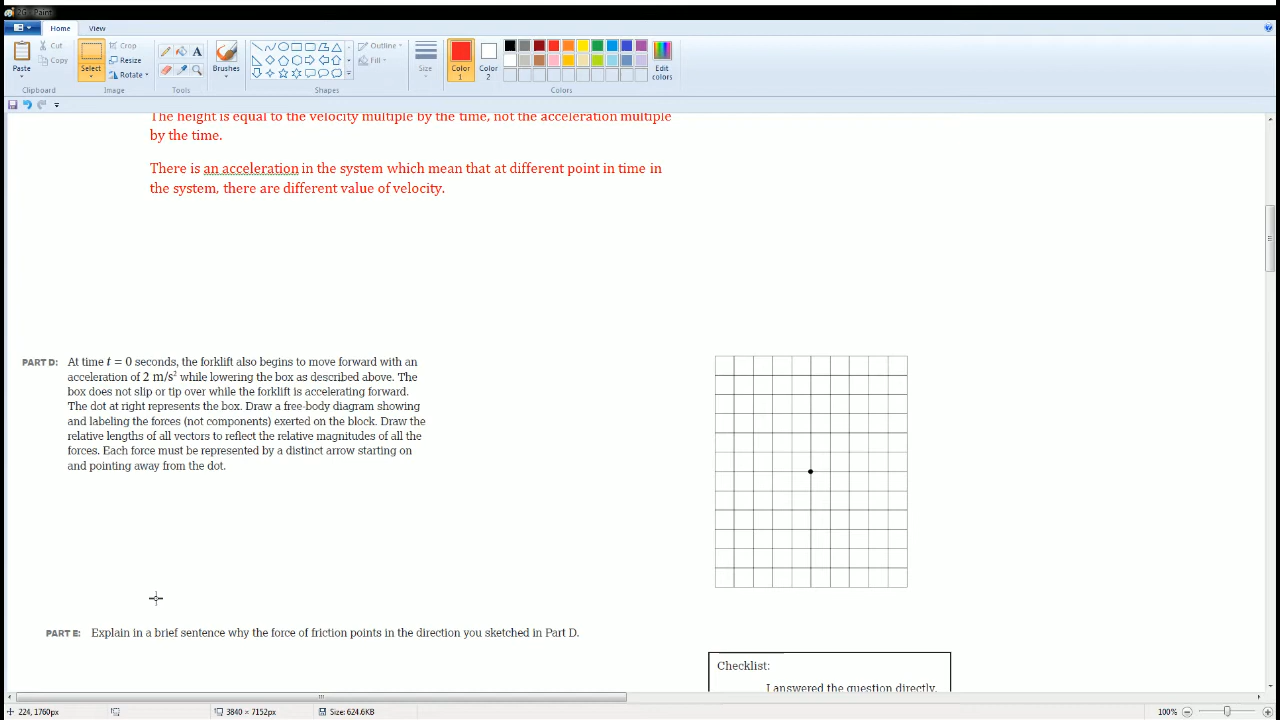 2G - Paint
Home View
Paste
Cut
Copy
Clipboard
Select
Crop
Resize
Rotate
Image
Tools
Brushes
Shapes
Outline
Fill
Size
Color 1
Color 2
Edit colors
Colors
The height is equal to the velocity multiple by the time, not the acceleration multiple
by the time.
There is an acceleration in the system which mean that at different point in time in
the system, there are different value of velocity.
PART D: At time t = 0 seconds, the forklift also begins to move forward with an
acceleration of 2 m/s² while lowering the box as described above. The
box does not slip or tip over while the forklift is accelerating forward.
The dot at right represents the box. Draw a free-body diagram showing
and labeling the forces (not components) exerted on the block. Draw the
relative lengths of all vectors to reflect the relative magnitudes of all the
forces. Each force must be represented by a distinct arrow starting on
and pointing away from the dot.
PART E: Explain in a brief sentence why the force of friction points in the direction you sketched in Part D.
Checklist:
I answered the question directly.
224, 1760px
3840 × 7152px
Size: 624.6KB
100%